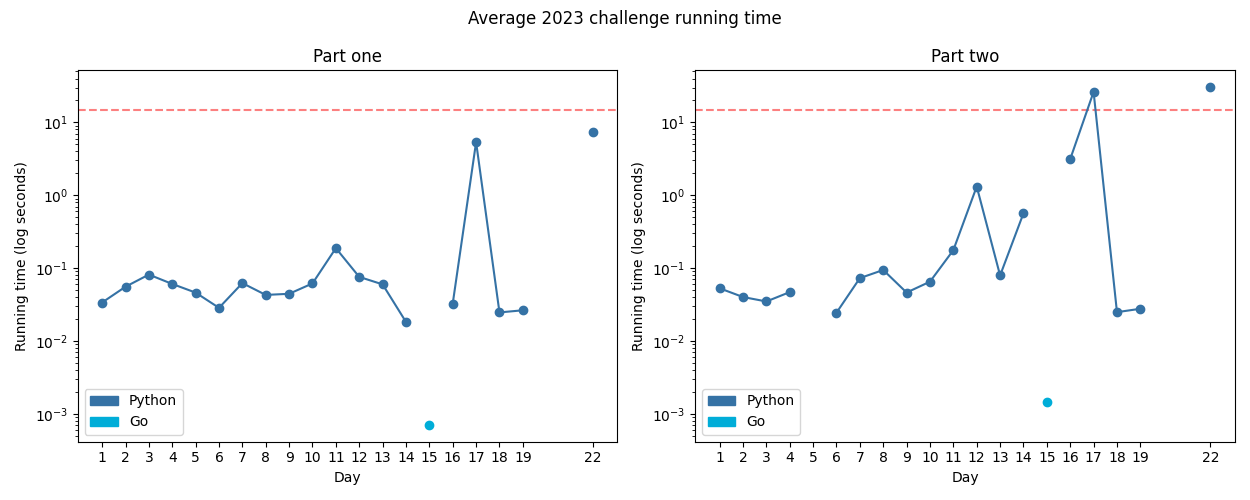 Average 2023 challenge running time
Part one
Running time (log seconds)
10¹
10⁰
10⁻¹
10⁻²
10⁻³
Python
Go
1 2 3 4 5 6 7 8 9 10 11 12 13 14 15 16 17 18 19 22
Day
Part two
Running time (log seconds)
10¹
10⁰
10⁻¹
10⁻²
10⁻³
Python
Go
1 2 3 4 5 6 7 8 9 10 11 12 13 14 15 16 17 18 19 22
Day